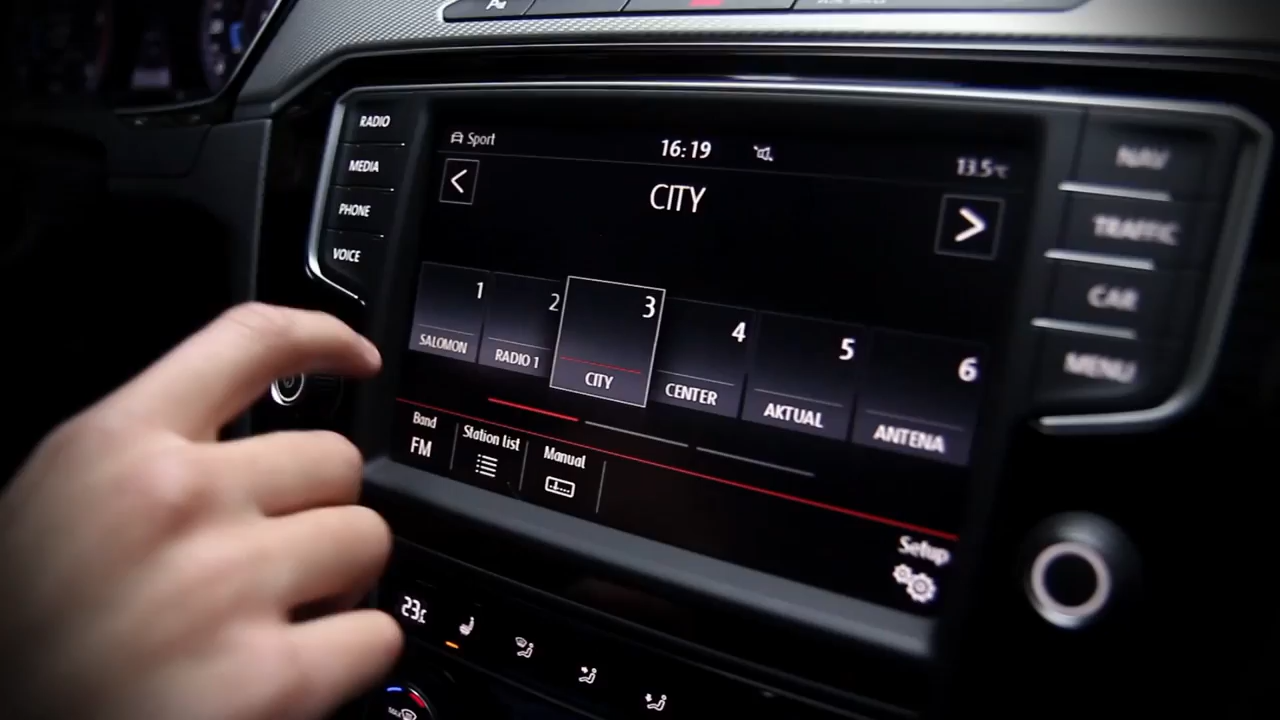 RADIO
MEDIA
PHONE
VOICE
Sport
16:19
13.5°C
CITY
1
SALOMON
2
RADIO 1
3
CITY
4
CENTER
5
AKTUAL
6
ANTENA
Band
FM
Station list
Manual
Setup
NAV
TRAFFIC
CAR
MENU